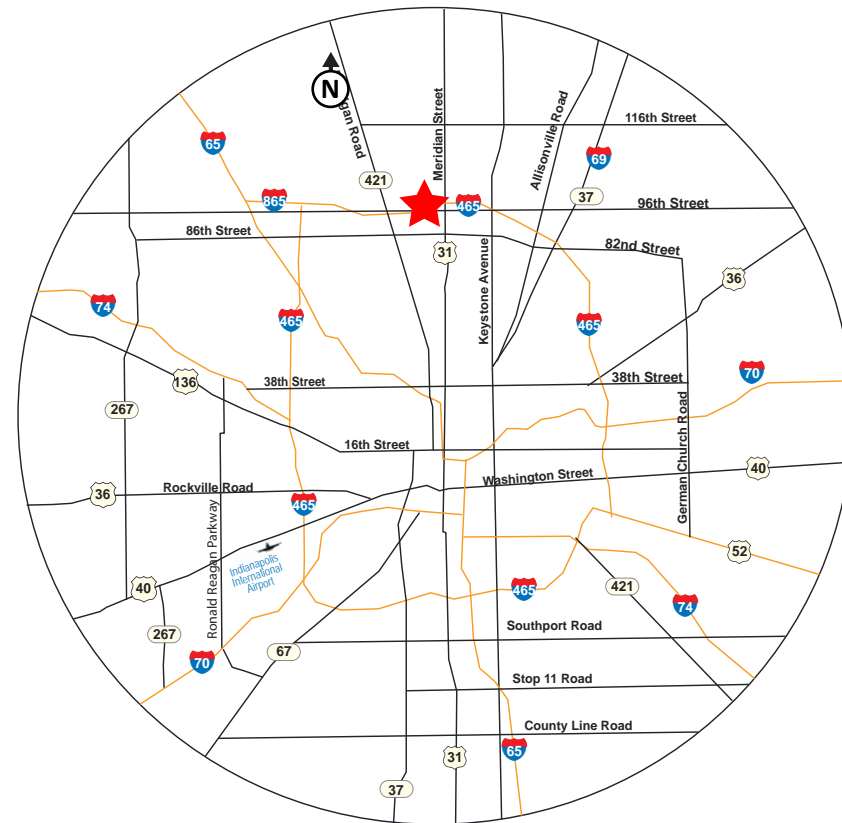 N
gan Road
Meridian Street
Allisonville Road
116th Street
65
69
421
37
865
465
96th Street
86th Street
31
82nd Street
Keystone Avenue
36
74
465
465
70
136
38th Street
38th Street
267
German Church Road
16th Street
Rockville Road
Washington Street
40
36
465
Ronald Reagan Parkway
52
Indianapolis
International
Airport
40
465
421
74
267
Southport Road
67
70
Stop 11 Road
County Line Road
65
31
37